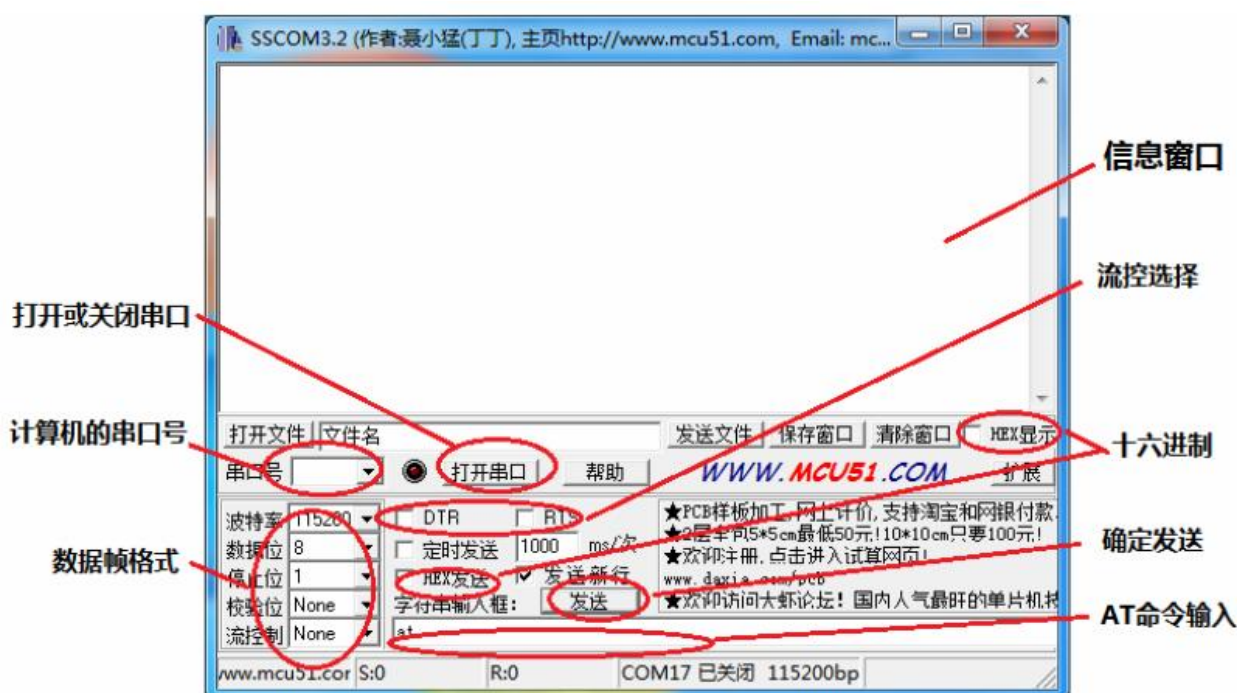 SSCOM3.2 (作者:聂小猛(丁丁), 主页http://www.mcu51.com, Email: mc...
信息窗口
流控选择
打开或关闭串口
计算机的串口号
打开文件 文件名 发送文件 保存窗口 清除窗口 HEX显示
十六进制
串口号 打开串口 帮助 WWW.MCU51.COM 扩展
波特率 115200 DTR RTS ★PCB样板加工,网上计价,支持淘宝和网银付款.
数据位 8 定时发送 1000 ms/次 ★2层车间5*5cm最低50元!10*10cm只要100元!
确定发送
数据帧格式
停止位 1 HEX发送 发送新行 ★欢迎注册,点击进入试算网页!
www.daxia.com/pcb
校验位 None 字符串输入框: 发送 ★欢迎访问大虾论坛! 国内人气最旺的单片机技
AT命令输入
流控制 None at
www.mcu51.cor S:0 R:0 COM17 已关闭 115200bp